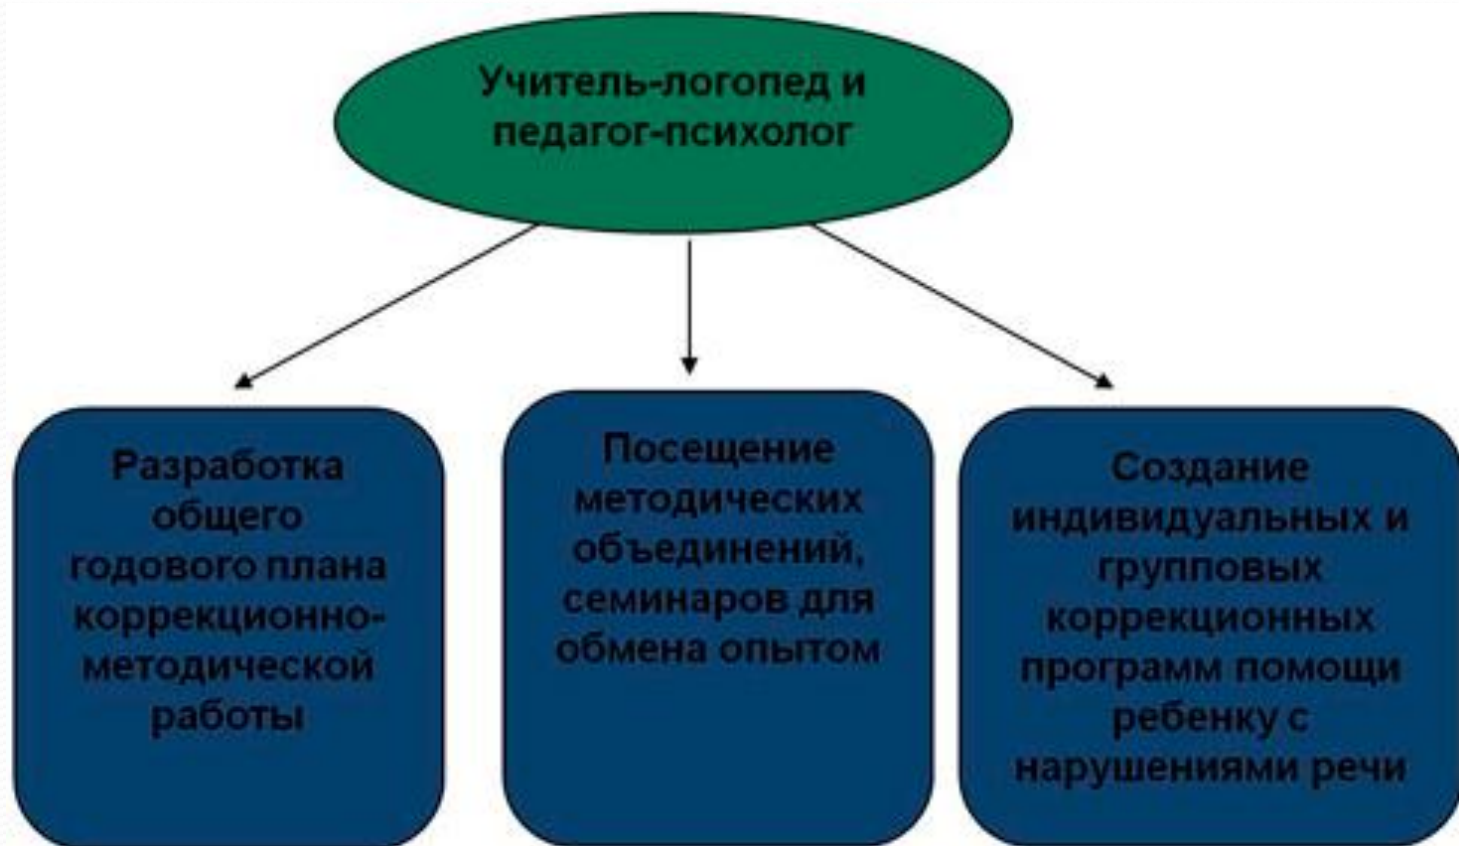 Учитель-логопед и
педагог-психолог
Разработка
общего
годового плана
коррекционно-
методической
работы
Посещение
методических
объединений,
семинаров для
обмена опытом
Создание
индивидуальных и
групповых
коррекционных
программ помощи
ребенку с
нарушениями речи